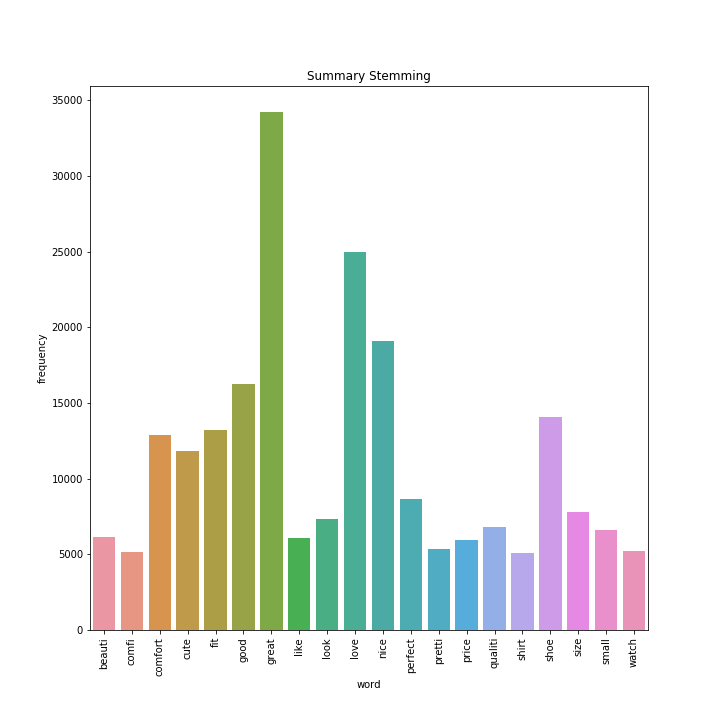 Summary Stemming
35000
30000
25000
20000
15000
10000
5000
0
frequency
beauti
comfi
comfort
cute
fit
good
great
like
look
love
nice
perfect
pretti
price
qualiti
shirt
shoe
size
small
watch
word